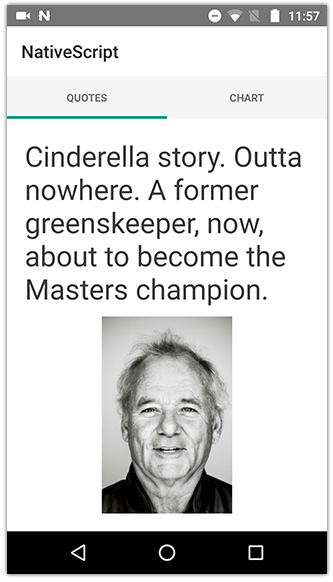 11:57
NativeScript
QUOTES
CHART
Cinderella story. Outta
nowhere. A former
greenskeeper, now,
about to become the
Masters champion.